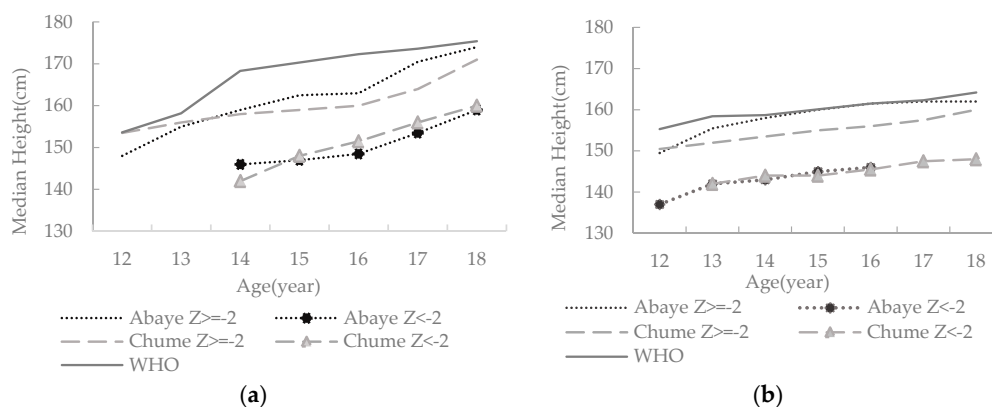 180
170
160
150
140
130
Median Height(cm)
12 13 14 15 16 17 18
Age(year)
Abaye Z>=-2 Abaye Z<-2
Chume Z>=-2 Chume Z<-2
WHO
(a)
180
170
160
150
140
130
Median Height(cm)
12 13 14 15 16 17 18
Age(year)
Abaye Z>=-2 Abaye Z<-2
Chume Z>=-2 Chume Z<-2
WHO
(b)